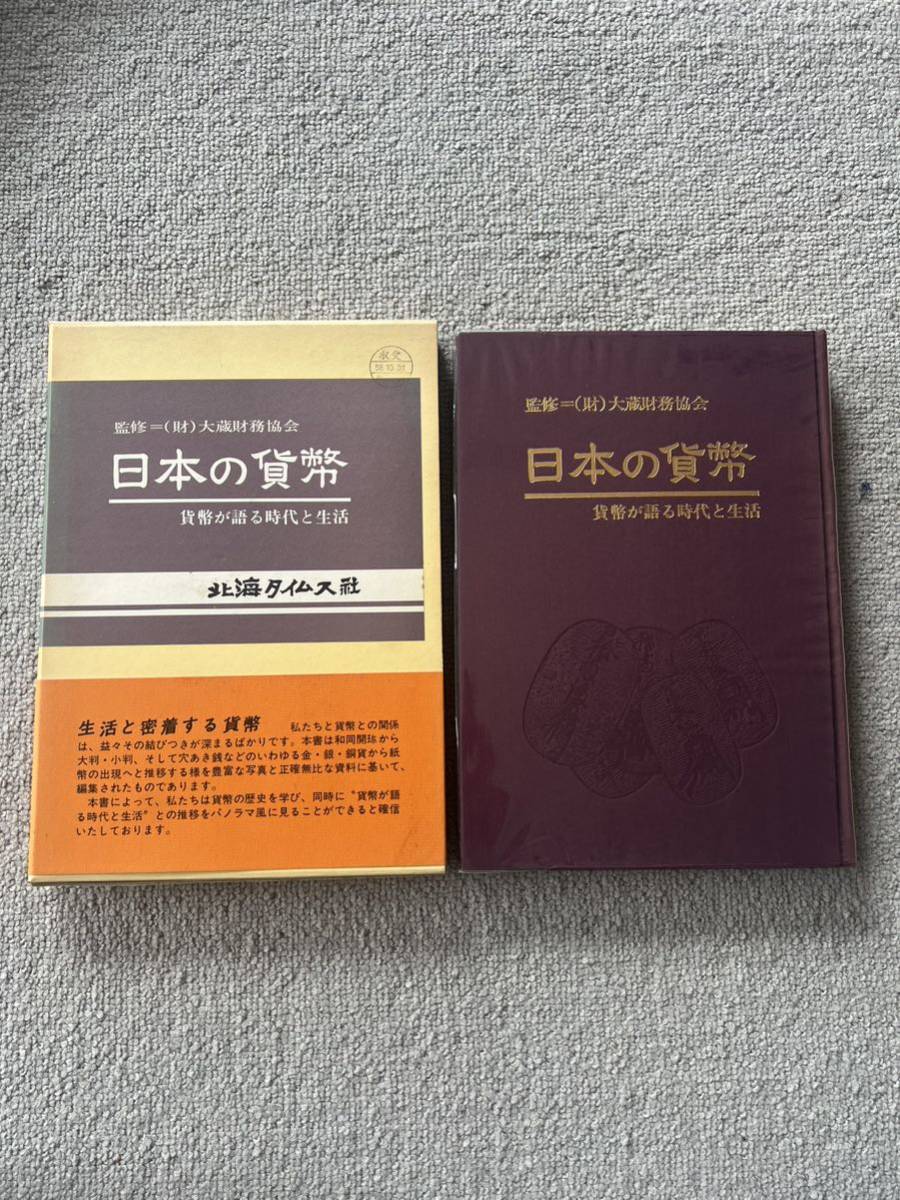 収受
58.10.31
監修=(財)大蔵財務協会
日本の貨幣
貨幣が語る時代と生活
北海タイムス社
生活と密着する貨幣 私たちと貨幣との関係
は、益々その結びつきが深まるばかりです。本書は和同開珎から
大判・小判、そして穴あき銭などのいわゆる金・銀・銅貨から紙
幣の出現へと推移する様を豊富な写真と正確無比な資料に基いて、
編集されたものであります。
本書によって、私たちは貨幣の歴史を学び、同時に“貨幣が語
る時代と生活”との推移をパノラマ風に見ることができると確信
いたしております。
監修=(財)大蔵財務協会
日本の貨幣
貨幣が語る時代と生活